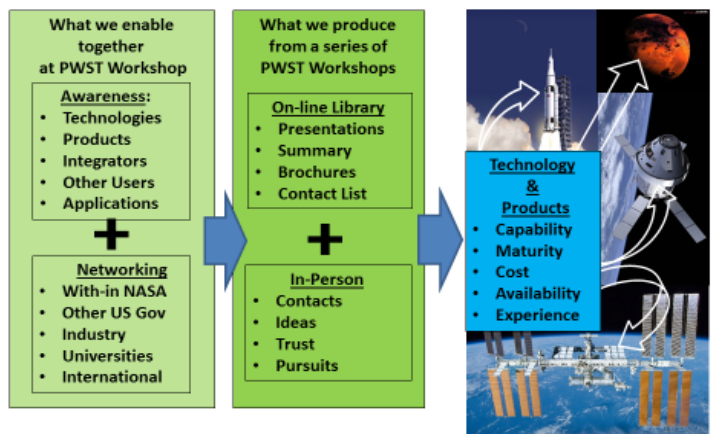 What we enable
together
at PWST Workshop
Awareness:
• Technologies
• Products
• Integrators
• Other Users
• Applications
+
Networking
• With-in NASA
• Other US Gov
• Industry
• Universities
• International
What we produce
from a series of
PWST Workshops
On-line Library
• Presentations
• Summary
• Brochures
• Contact List
+
In-Person
• Contacts
• Ideas
• Trust
• Pursuits
Technology
&
Products
• Capability
• Maturity
• Cost
• Availability
• Experience